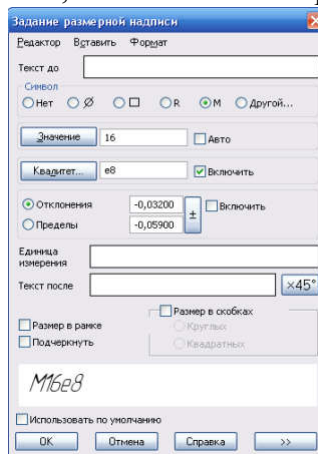 Задание размерной надписи
Редактор Вставить Формат
Текст до
Символ
Нет Ø □ R М Другой...
Значение 16 Авто
Квалитет... e8 Включить
Отклонения -0,03200 ± Включить
Пределы -0,05900
Единица измерения
Текст после ×45°
Размер в скобках
Размер в рамке Круглых
Подчеркнуть Квадратных
М16e8
Использовать по умолчанию
OK Отмена Справка >>